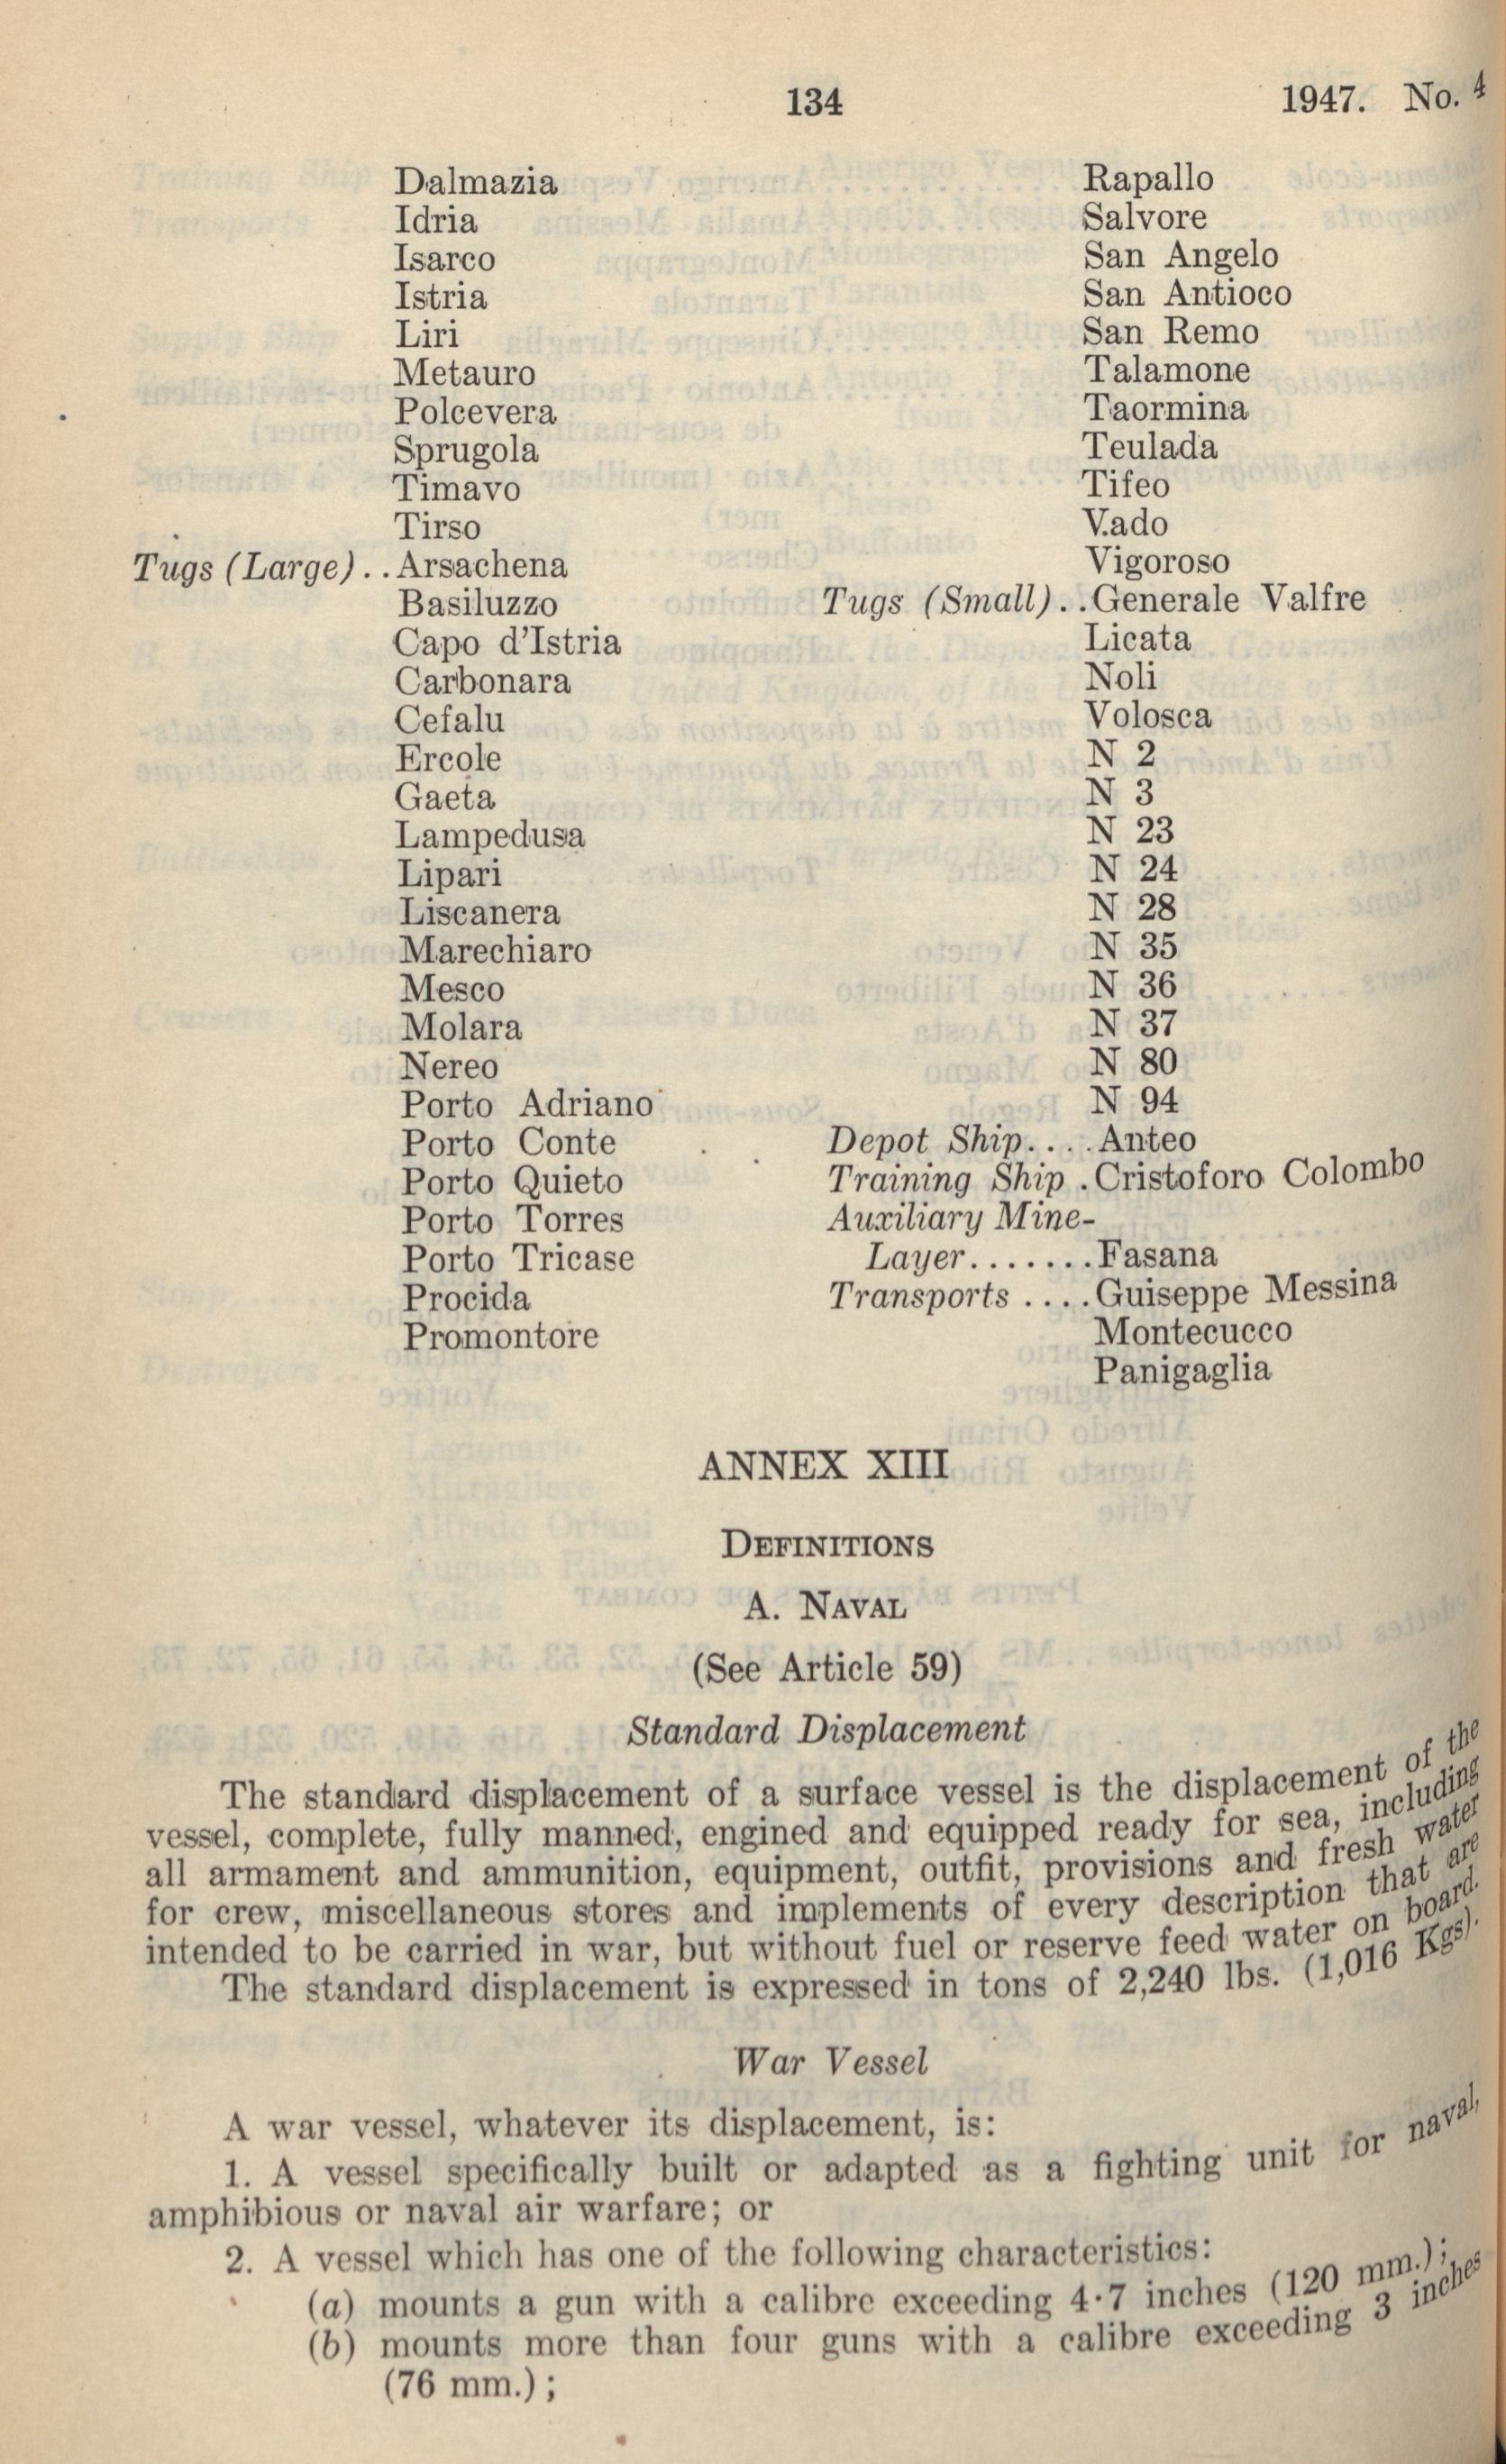 134
1947. No. 4
Dalmazia
Idria
Isarco
Istria
Liri
Metauro
Polcevera
Sprugola
Timavo
Tirso
Tugs (Large) . . Arsachena
Basiluzzo
Capo d'Istria
Carbonara
Cefalu
Ercole
Gaeta
Lampedusa
Lipari
Liscanera
Marechiaro
Mesco
Molara
Nereo
Porto Adriano
Porto Conte
Porto Quieto
Porto Torres
Porto Tricase
Procida
Promontore
Rapallo
Salvore
San Angelo
San Antioco
San Remo
Talamone
Taormina
Teulada
Tifeo
Vado
Vigoroso
Tugs (Small) . . Generale Valfre
Licata
Noli
Volosca
N 2
N 3
N 23
N 24
N 28
N 35
N 36
N 37
N 80
N 94
Depot Ship. . . . Anteo
Training Ship . Cristoforo Colombo
Auxiliary Mine-
Layer. . . . . . . Fasana
Transports . . . . Guiseppe Messina
Montecucco
Panigaglia
ANNEX XIII
DEFINITIONS
A. NAVAL
(See Article 59)
Standard Displacement
The standard displacement of a surface vessel is the displacement of the
vessel, complete, fully manned, engined and equipped ready for sea, including
all armament and ammunition, equipment, outfit, provisions and fresh water
for crew, miscellaneous stores and implements of every description that are
intended to be carried in war, but without fuel or reserve feed water on board.
The standard displacement is expressed in tons of 2,240 lbs. (1,016 Kgs).
War Vessel
A war vessel, whatever its displacement, is:
1. A vessel specifically built or adapted as a fighting unit for naval,
amphibious or naval air warfare; or
2. A vessel which has one of the following characteristics:
(a) mounts a gun with a calibre exceeding 4·7 inches (120 mm.);
(b) mounts more than four guns with a calibre exceeding 3 inches
(76 mm.);